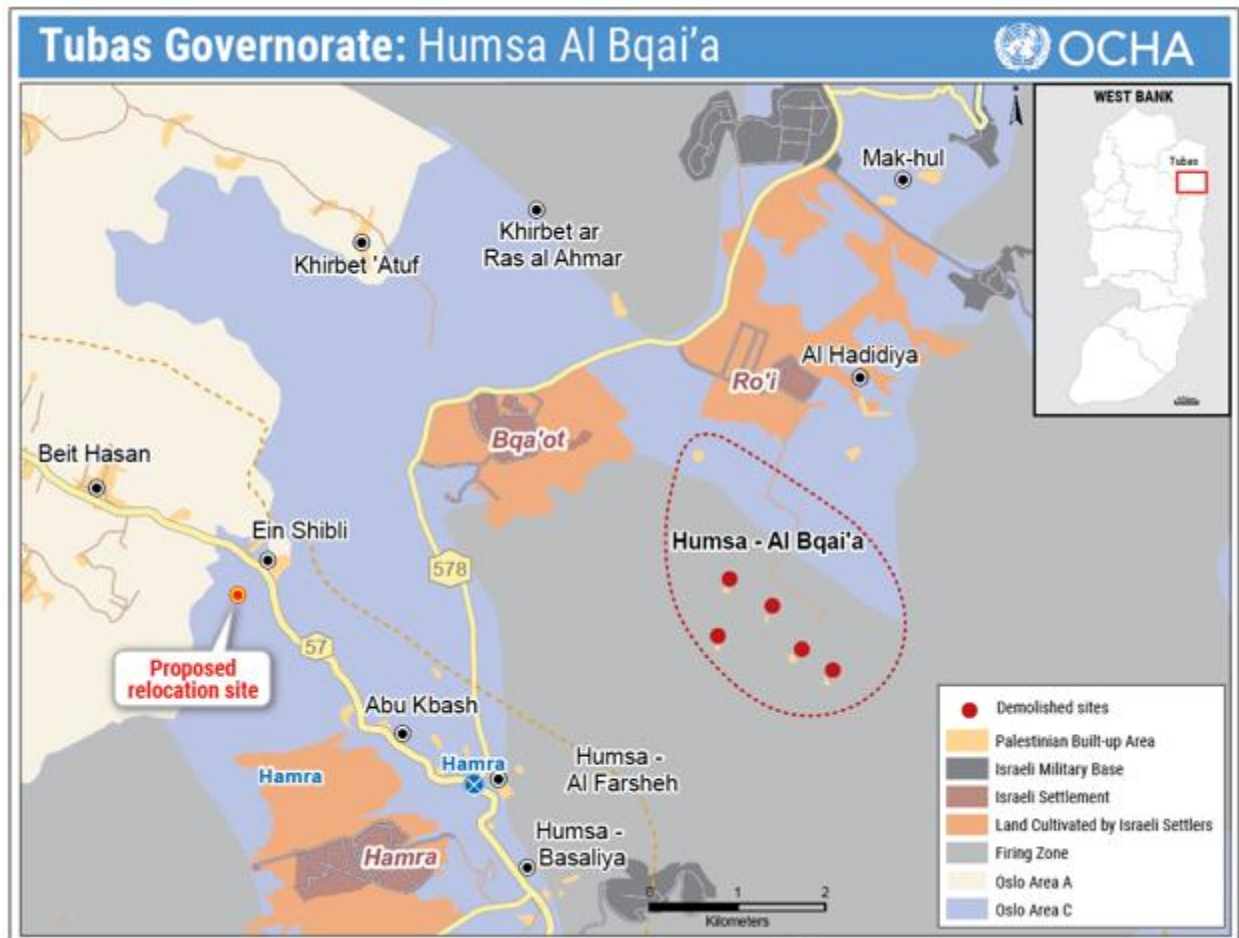 Tubas Governorate: Humsa Al Bqai'a
OCHA
WEST BANK
Tubas
Mak-hul
Khirbet ar
Ras al Ahmar
Khirbet 'Atuf
Al Hadidiya
Ro'i
Bqa'ot
Beit Hasan
Ein Shibli
Humsa - Al Bqai'a
578
57
Proposed
relocation site
Abu Kbash
Hamra
Humsa -
Al Farsheh
Hamra
Humsa -
Basaliya
Hamra
0 1 2
Kilometers
Demolished sites
Palestinian Built-up Area
Israeli Military Base
Israeli Settlement
Land Cultivated by Israeli Settlers
Firing Zone
Oslo Area A
Oslo Area C